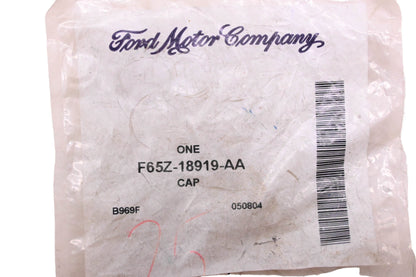 Ford Motor Company
ONE
F65Z-18919-AA
CAP
B969F 050804